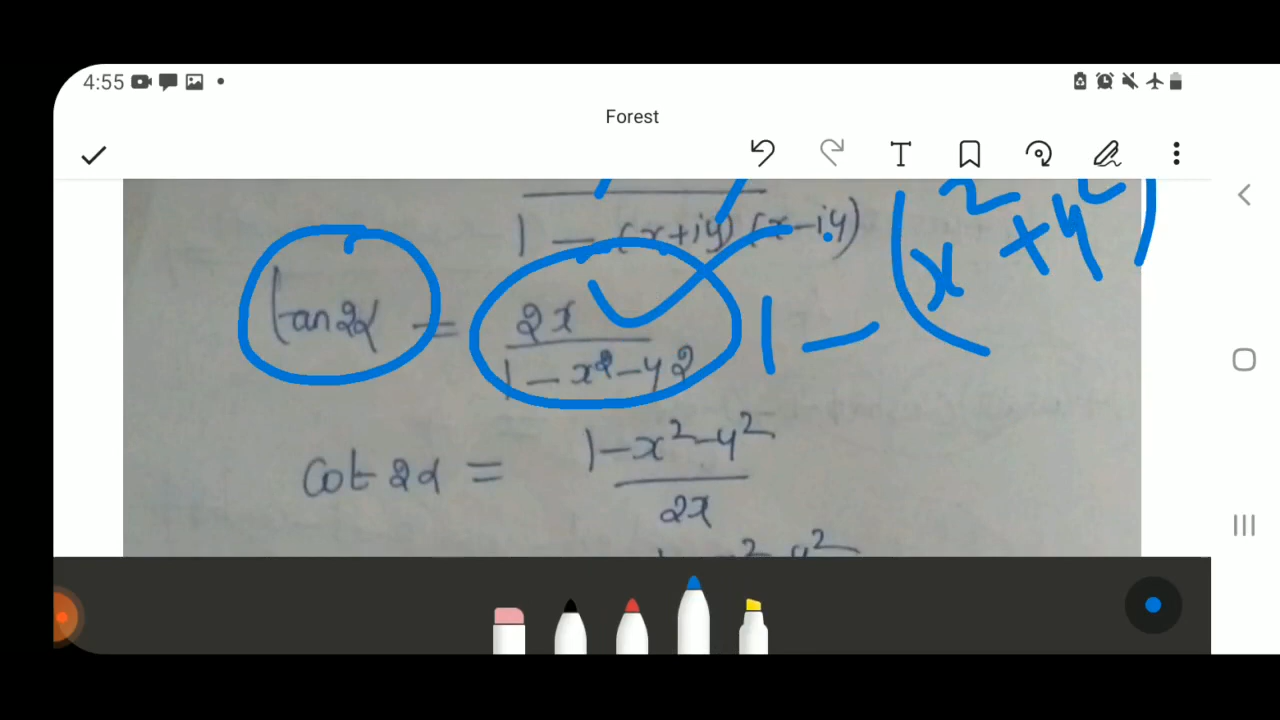 4:55
Forest
T
1 - (x+iy)(x-iy)
(x²+y²)
tan2α = 2x
1-x²-y2
1-
cot2α = 1-x²-y²
2x